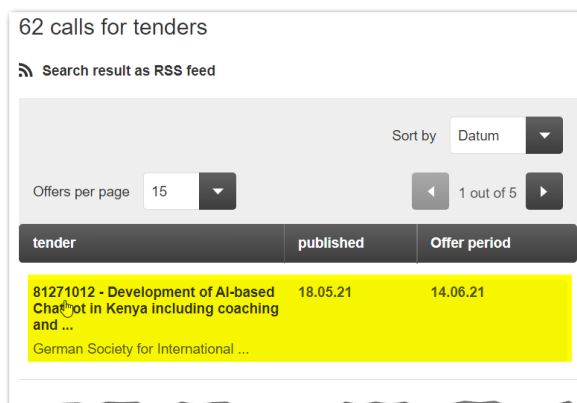 62 calls for tenders
Search result as RSS feed
Sort by Datum
Offers per page 15 1 out of 5
tender published Offer period
81271012 - Development of AI-based 18.05.21 14.06.21
Chatbot in Kenya including coaching
and ...
German Society for International ...